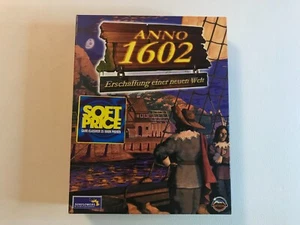 ANNO
1602
Erschaffung einer neuen Welt
SOFT
PRICE